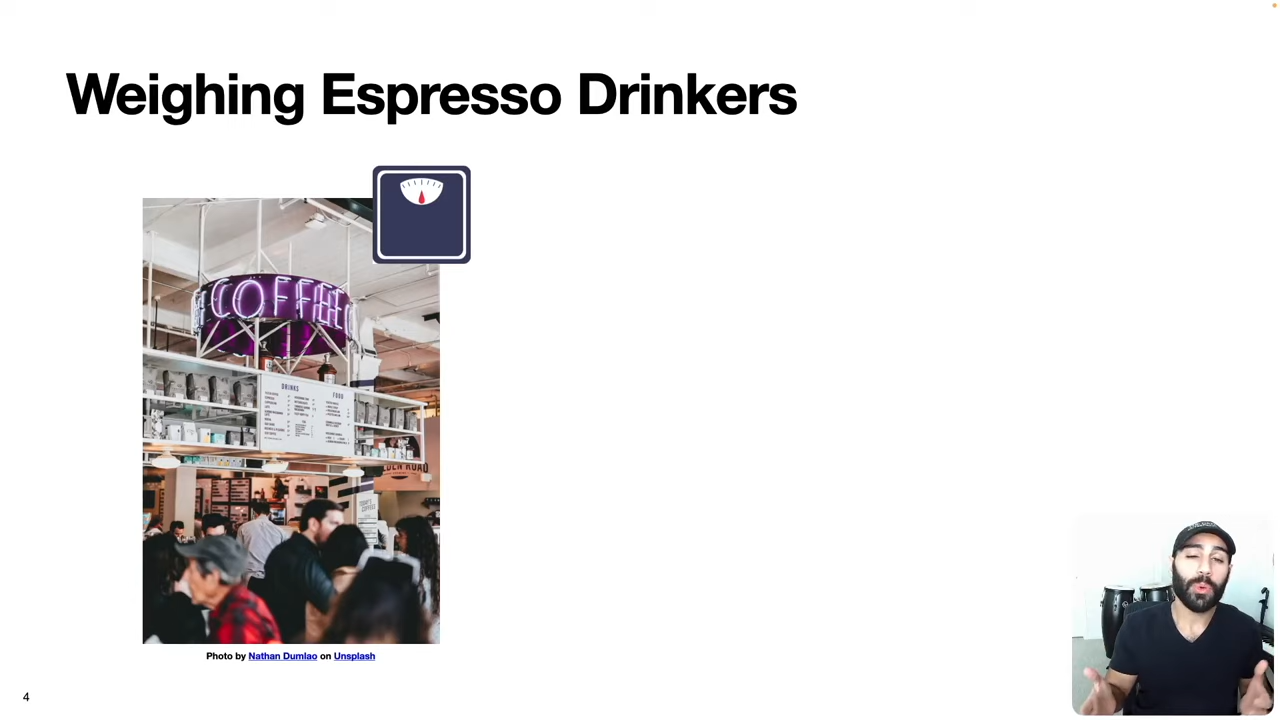 Weighing Espresso Drinkers
COFFEE
DRINKS
FOOD
Photo by Nathan Dumlao on Unsplash
4